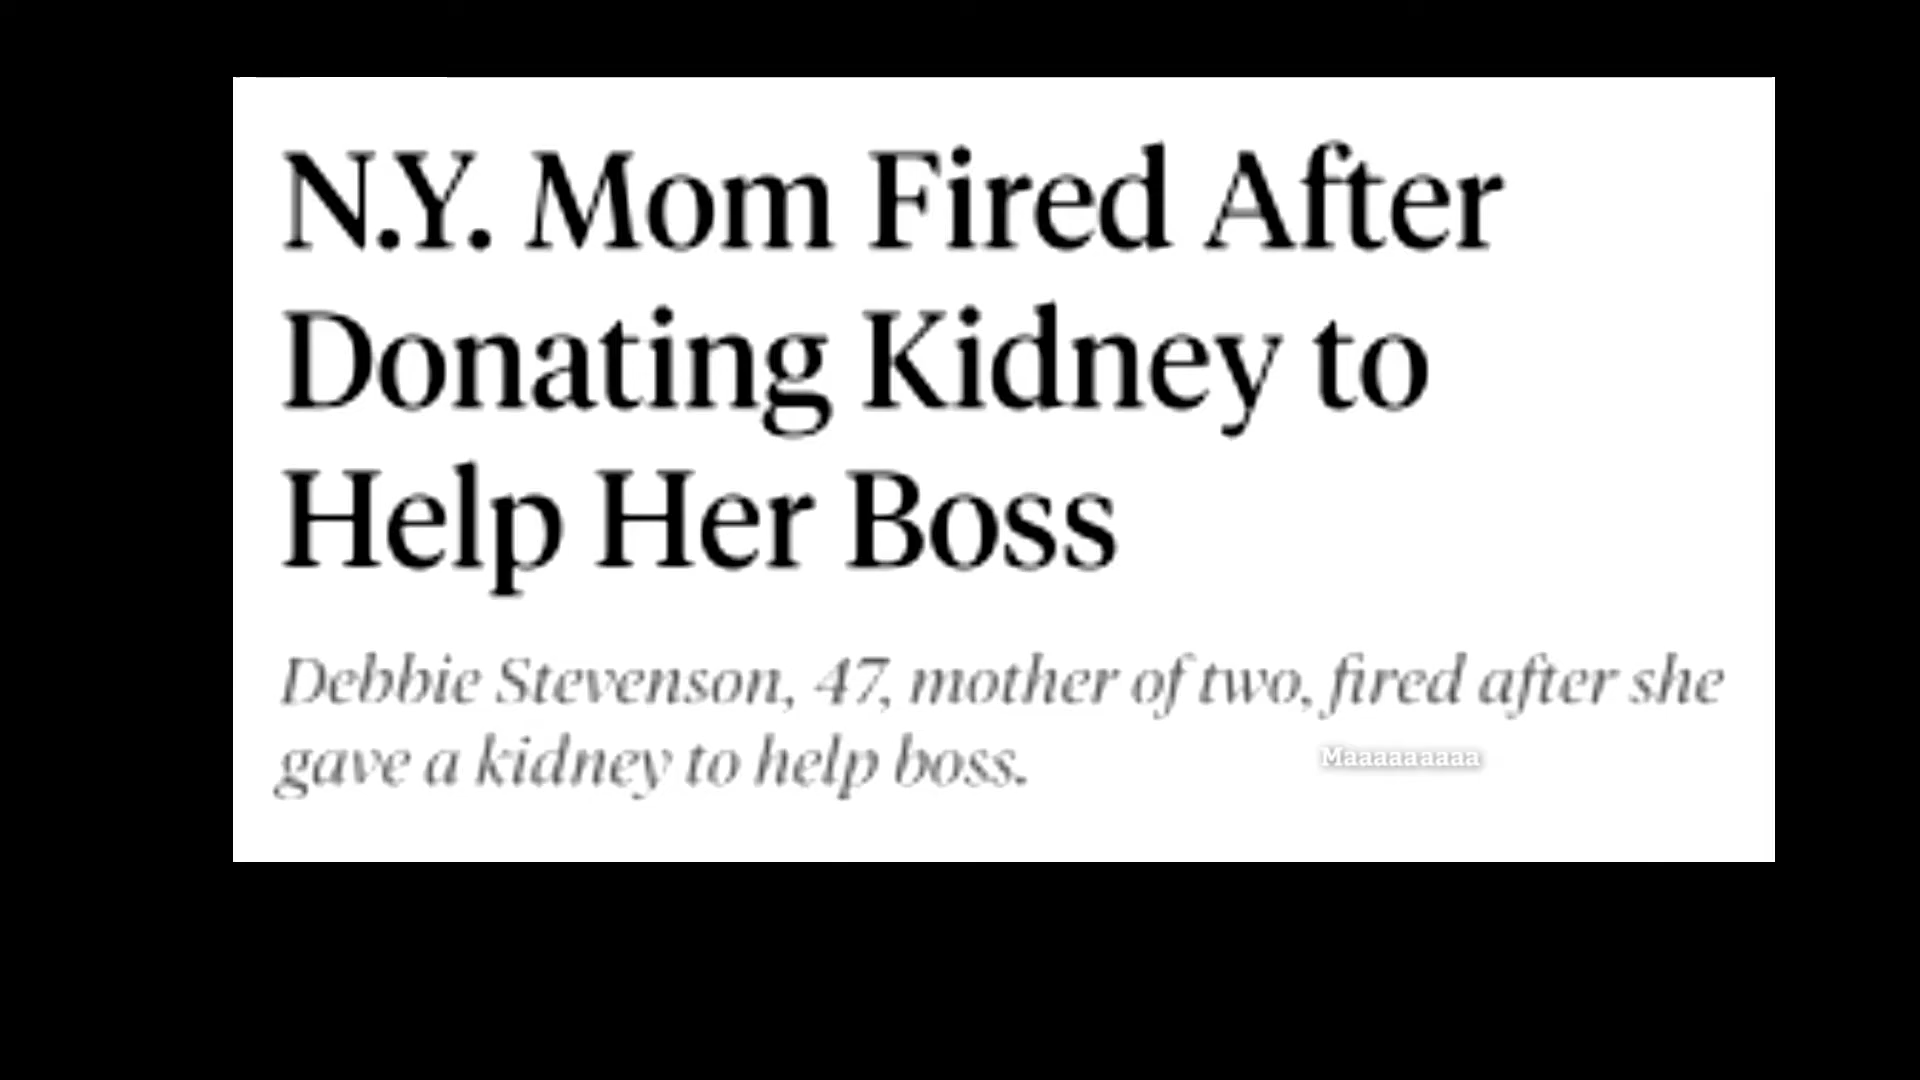 N.Y. Mom Fired After
Donating Kidney to
Help Her Boss
Debbie Stevenson, 47, mother of two, fired after she
gave a kidney to help boss.
Maaaaaaaaa